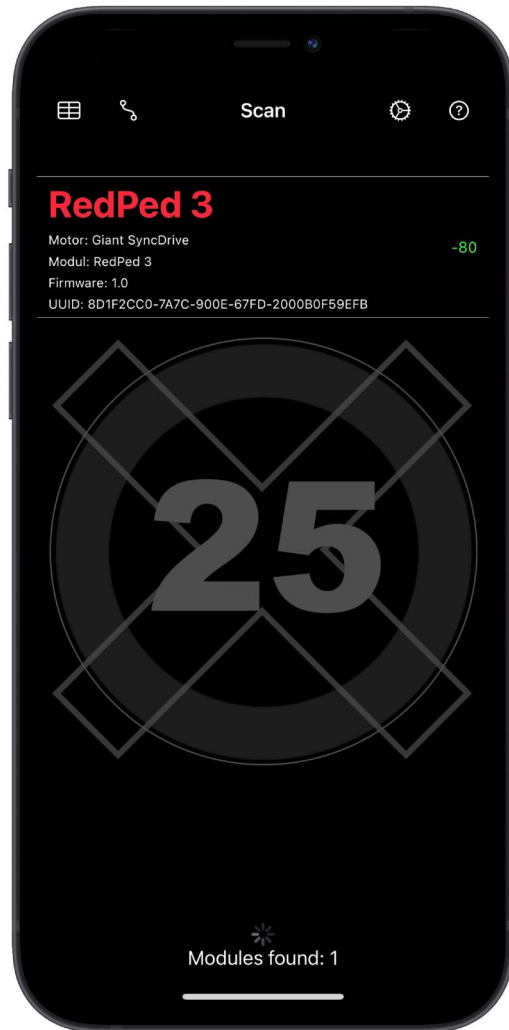 Scan
RedPed 3
Motor: Giant SyncDrive
-80
Modul: RedPed 3
Firmware: 1.0
UUID: 8D1F2CC0-7A7C-900E-67FD-2000B0F59EFB
25
Modules found: 1